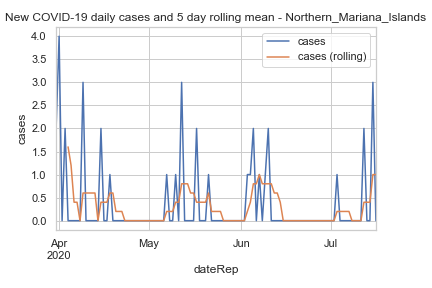 New COVID-19 daily cases and 5 day rolling mean - Northern_Mariana_Islands
cases
cases (rolling)
cases
4.0
3.5
3.0
2.5
2.0
1.5
1.0
0.5
0.0
Apr
2020
May
Jun
Jul
dateRep